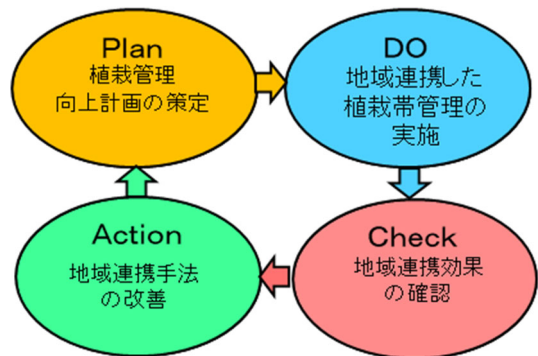 Plan
植栽管理
向上計画の策定
DO
地域連携した
植栽帯管理の
実施
Check
地域連携効果
の確認
Action
地域連携手法
の改善